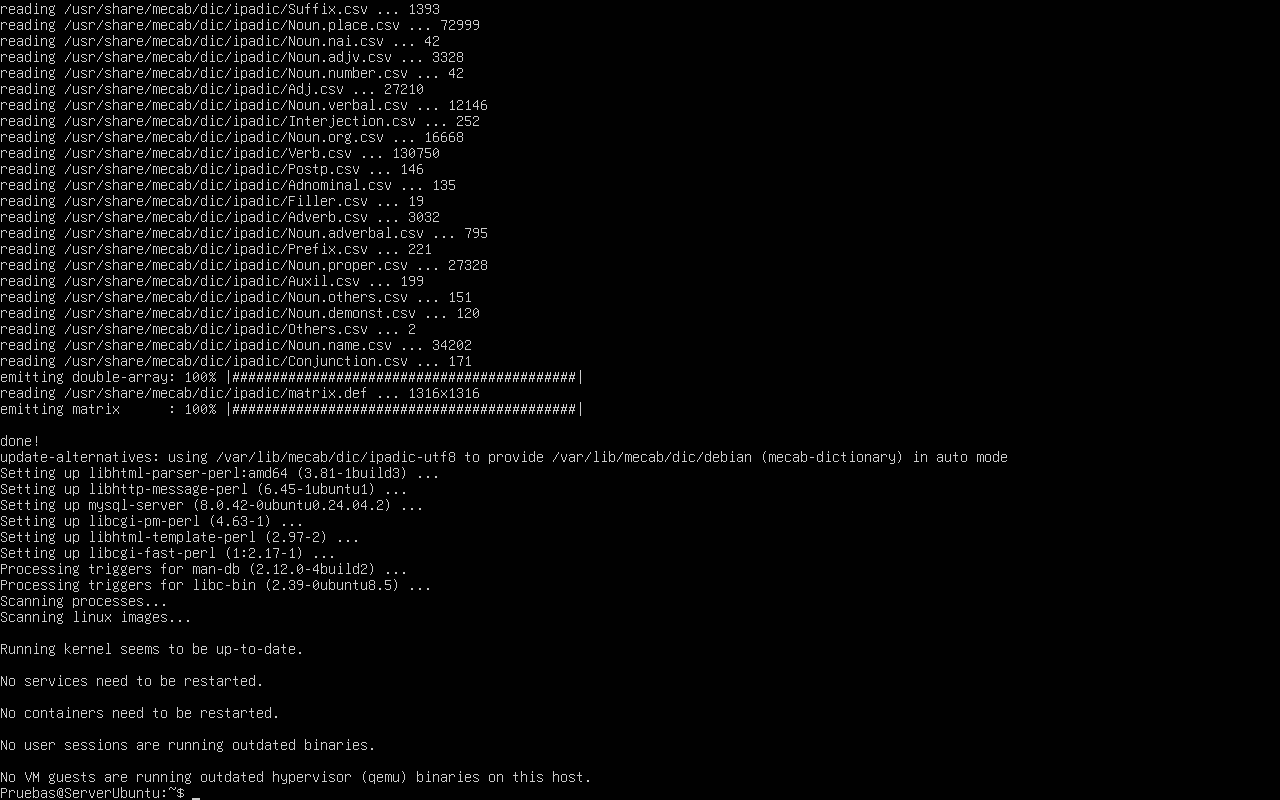 reading /usr/share/mecab/dic/ipadic/Suffix.csv ... 1393
reading /usr/share/mecab/dic/ipadic/Noun.place.csv ... 72999
reading /usr/share/mecab/dic/ipadic/Noun.nai.csv ... 42
reading /usr/share/mecab/dic/ipadic/Noun.adjv.csv ... 3328
reading /usr/share/mecab/dic/ipadic/Noun.number.csv ... 42
reading /usr/share/mecab/dic/ipadic/Adj.csv ... 27210
reading /usr/share/mecab/dic/ipadic/Noun.verbal.csv ... 12146
reading /usr/share/mecab/dic/ipadic/Interjection.csv ... 252
reading /usr/share/mecab/dic/ipadic/Noun.org.csv ... 16668
reading /usr/share/mecab/dic/ipadic/Verb.csv ... 130750
reading /usr/share/mecab/dic/ipadic/Postp.csv ... 146
reading /usr/share/mecab/dic/ipadic/Adnominal.csv ... 135
reading /usr/share/mecab/dic/ipadic/Filler.csv ... 19
reading /usr/share/mecab/dic/ipadic/Adverb.csv ... 3032
reading /usr/share/mecab/dic/ipadic/Noun.adverbal.csv ... 795
reading /usr/share/mecab/dic/ipadic/Prefix.csv ... 221
reading /usr/share/mecab/dic/ipadic/Noun.proper.csv ... 27328
reading /usr/share/mecab/dic/ipadic/Auxil.csv ... 199
reading /usr/share/mecab/dic/ipadic/Noun.others.csv ... 151
reading /usr/share/mecab/dic/ipadic/Noun.demonst.csv ... 120
reading /usr/share/mecab/dic/ipadic/Others.csv ... 2
reading /usr/share/mecab/dic/ipadic/Noun.name.csv ... 34202
reading /usr/share/mecab/dic/ipadic/Conjunction.csv ... 171
emitting double-array: 100% |###########################################|
reading /usr/share/mecab/dic/ipadic/matrix.def ... 1316x1316
emitting matrix      : 100% |###########################################|

done!
update-alternatives: using /var/lib/mecab/dic/ipadic-utf8 to provide /var/lib/mecab/dic/debian (mecab-dictionary) in auto mode
Setting up libhtml-parser-perl:amd64 (3.81-1build3) ...
Setting up libhttp-message-perl (6.45-1ubuntu1) ...
Setting up mysql-server (8.0.42-0ubuntu0.24.04.2) ...
Setting up libcgi-pm-perl (4.63-1) ...
Setting up libhtml-template-perl (2.97-2) ...
Setting up libcgi-fast-perl (1:2.17-1) ...
Processing triggers for man-db (2.12.0-4build2) ...
Processing triggers for libc-bin (2.39-0ubuntu8.5) ...
Scanning processes...
Scanning linux images...

Running kernel seems to be up-to-date.

No services need to be restarted.

No containers need to be restarted.

No user sessions are running outdated binaries.

No VM guests are running outdated hypervisor (qemu) binaries on this host.
Pruebas@ServerUbuntu:~$ _